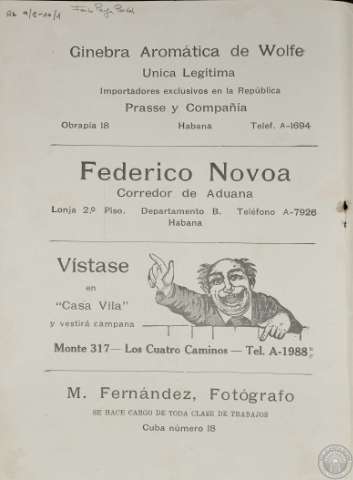 Ginebra Aromática de Wolfe
Unica Legítima
Importadores exclusivos en la República
Prasse y Compañía
Obrapía 18 Habana Telef. A-1694
Federico Novoa
Corredor de Aduana
Lonja 2.º Piso. Departamento B. Teléfono A-7926
Habana
Vístase
en
"Casa Vila"
y vestirá campana
Monte 317— Los Cuatro Caminos — Tel. A-1988
M. Fernández, Fotógrafo
SE HACE CARGO DE TODA CLASE DE TRABAJOS
Cuba número 18